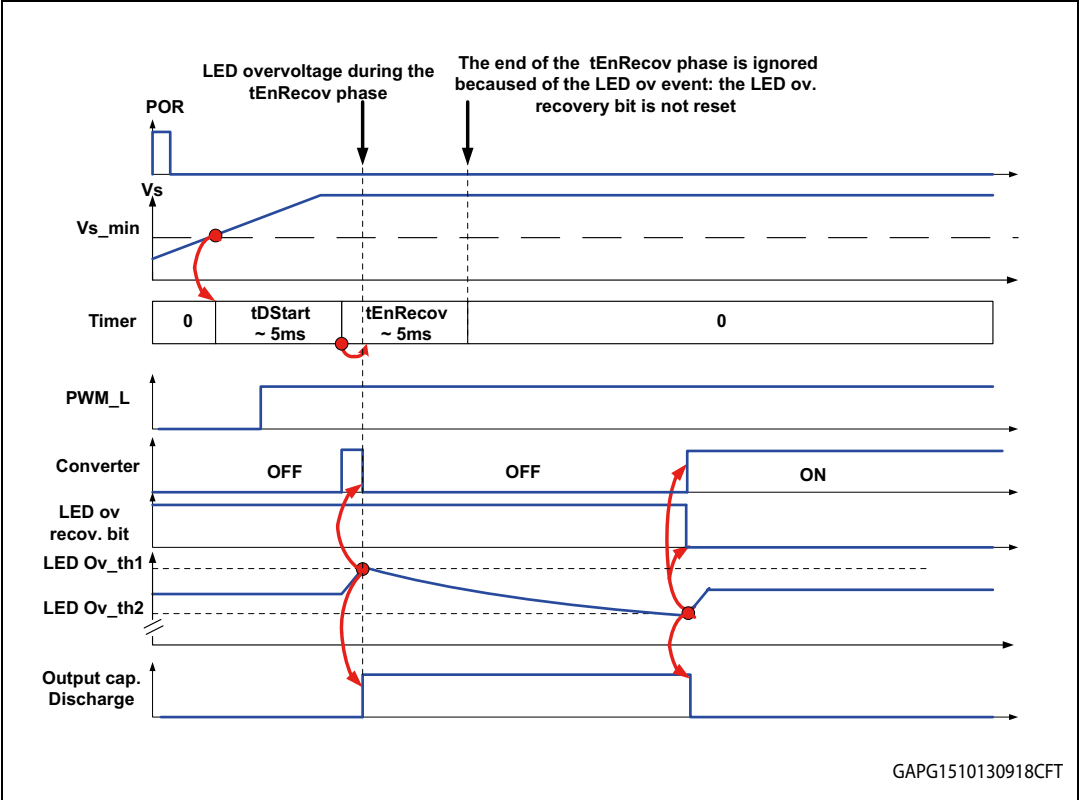 LED overvoltage during the
tEnRecov phase
The end of the tEnRecov phase is ignored
becaused of the LED ov event: the LED ov.
recovery bit is not reset
POR
Vs
Vs_min
Timer
0
tDStart
~ 5ms
tEnRecov
~ 5ms
0
PWM_L
Converter
OFF
OFF
ON
LED ov
recov. bit
LED Ov_th1
LED Ov_th2
Output cap.
Discharge
GAPG1510130918CFT